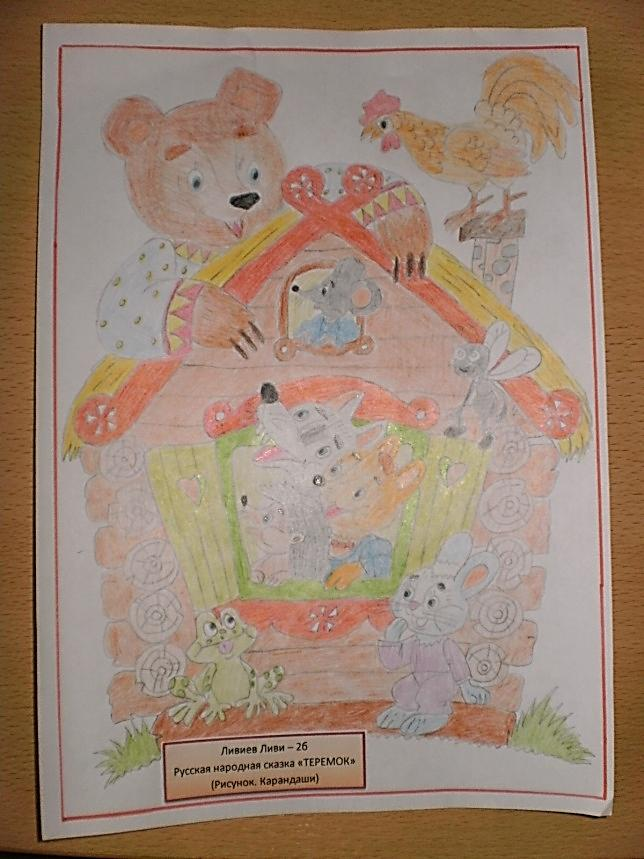 Ливиев Ливи – 2б
Русская народная сказка «ТЕРЕМОК»
(Рисунок. Карандаши)